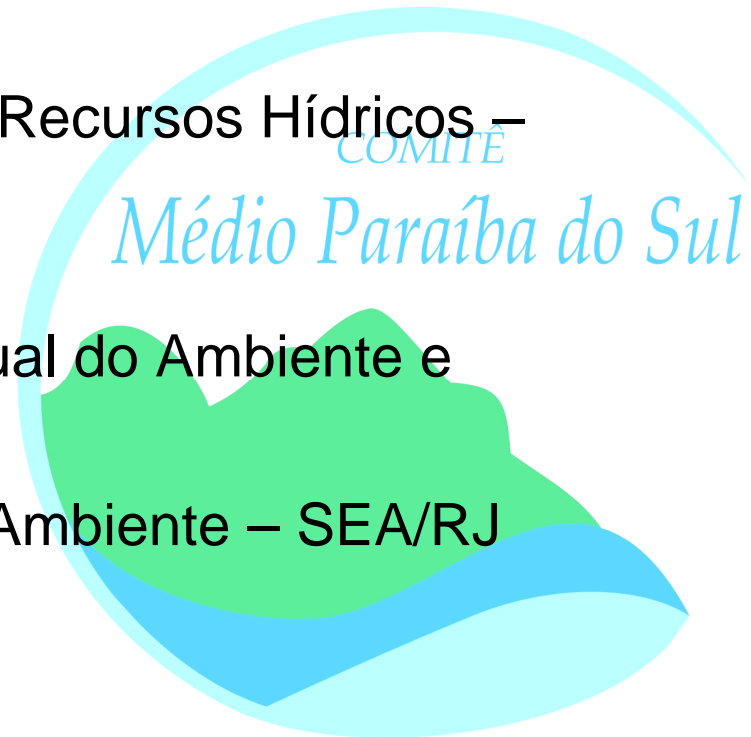 Recursos Hídricos –
COMITÊ
Médio Paraíba do Sul
ual do Ambiente e
Ambiente – SEA/RJ